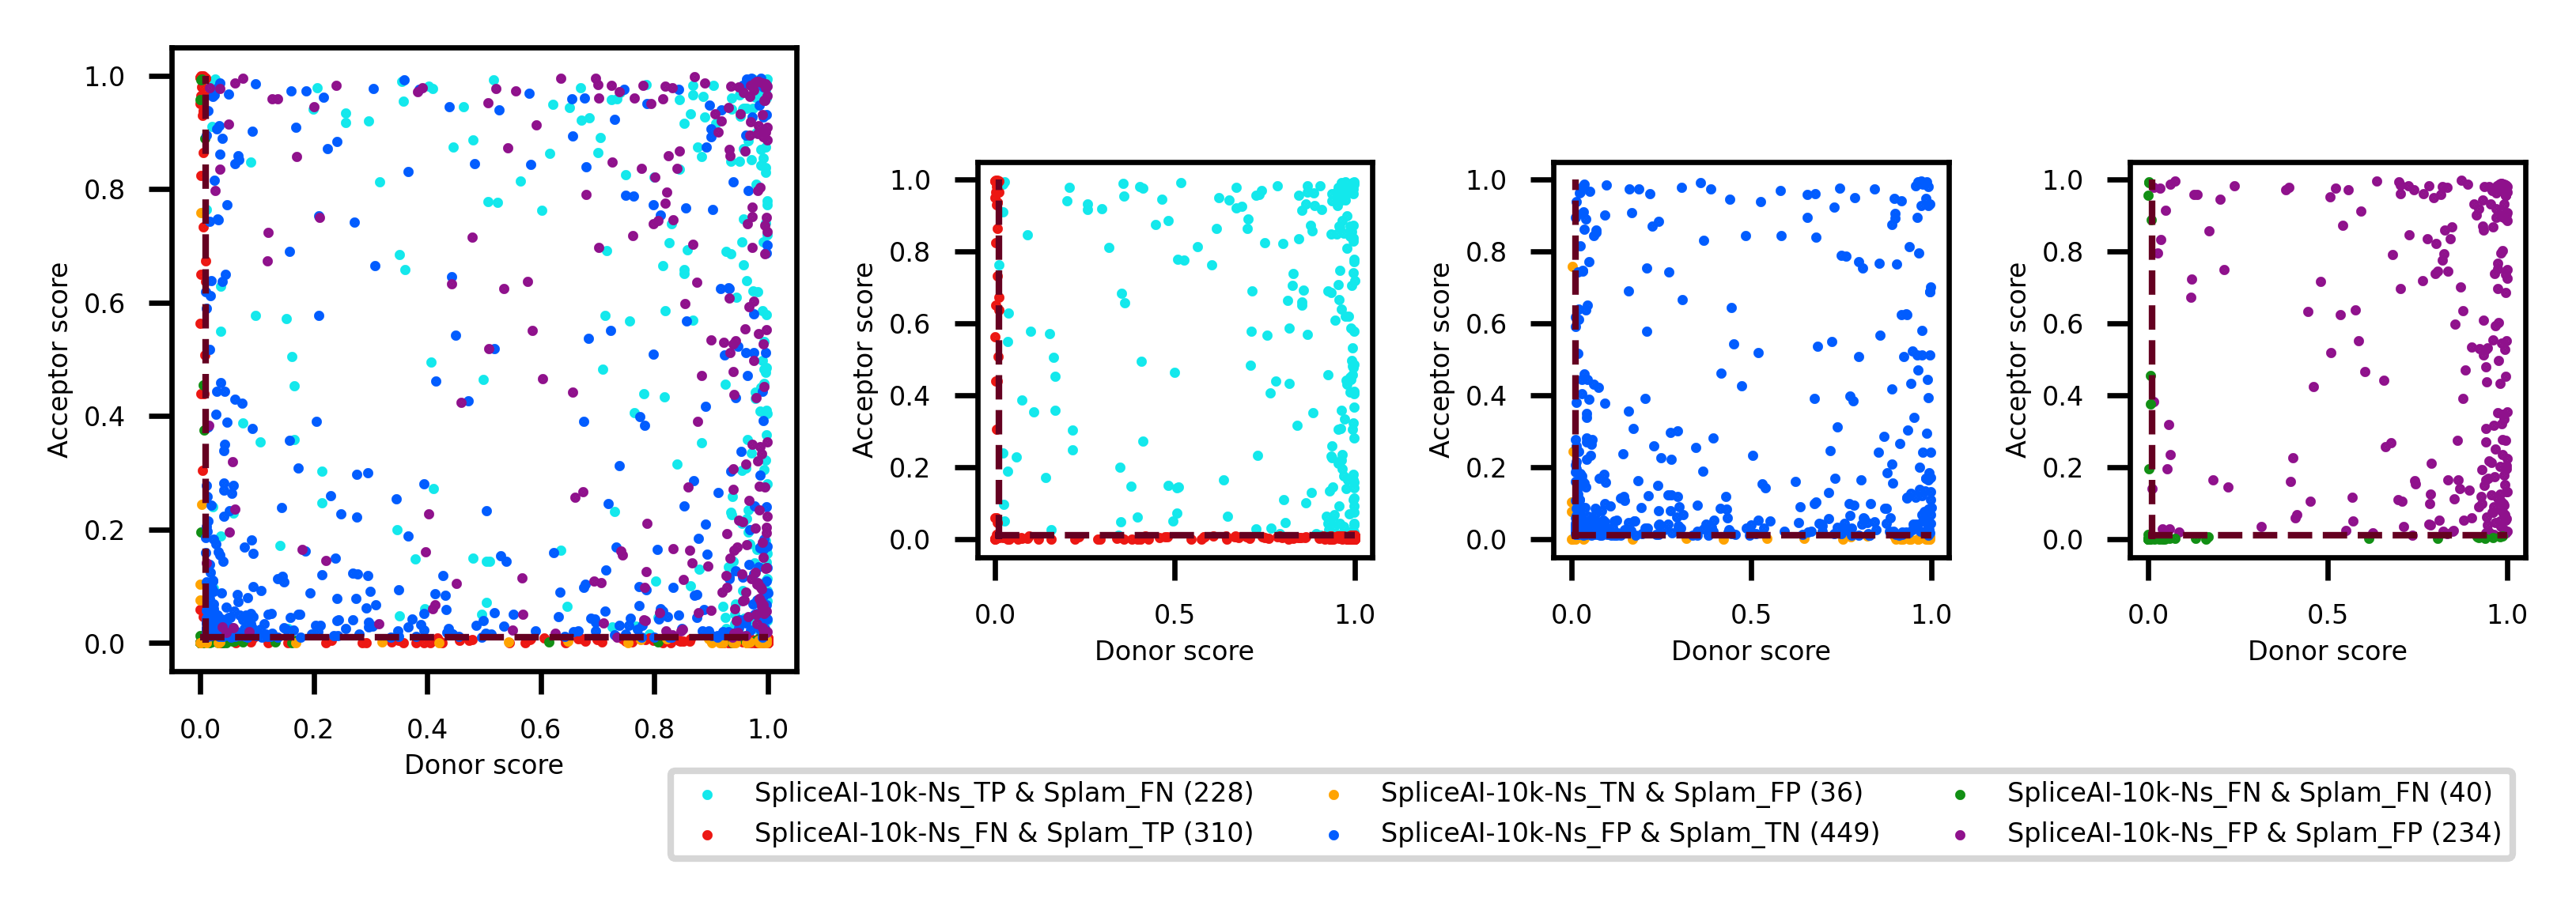 1.0
0.8
0.6
0.4
0.2
0.0
Acceptor score
0.0 0.2 0.4 0.6 0.8 1.0
Donor score
1.0
0.8
0.6
0.4
0.2
0.0
Acceptor score
0.0 0.5 1.0
Donor score
1.0
0.8
0.6
0.4
0.2
0.0
Acceptor score
0.0 0.5 1.0
Donor score
1.0
0.8
0.6
0.4
0.2
0.0
Acceptor score
0.0 0.5 1.0
Donor score
SpliceAI-10k-Ns_TP & Splam_FN (228)
SpliceAI-10k-Ns_FN & Splam_TP (310)
SpliceAI-10k-Ns_TN & Splam_FP (36)
SpliceAI-10k-Ns_FP & Splam_TN (449)
SpliceAI-10k-Ns_FN & Splam_FN (40)
SpliceAI-10k-Ns_FP & Splam_FP (234)